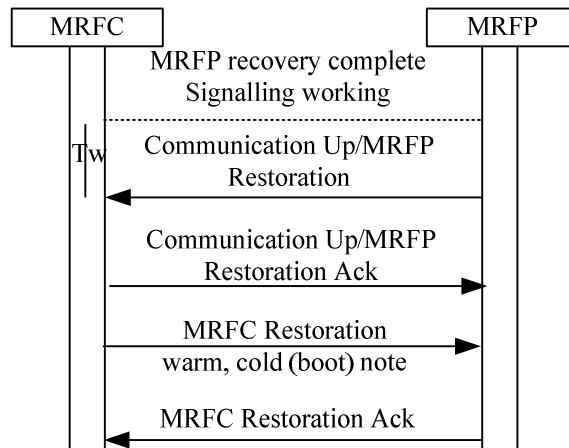 MRFC
MRFP
MRFP recovery complete
Signalling working
Tw
Communication Up/MRFP
Restoration
Communication Up/MRFP
Restoration Ack
MRFC Restoration
warm, cold (boot) note
MRFC Restoration Ack